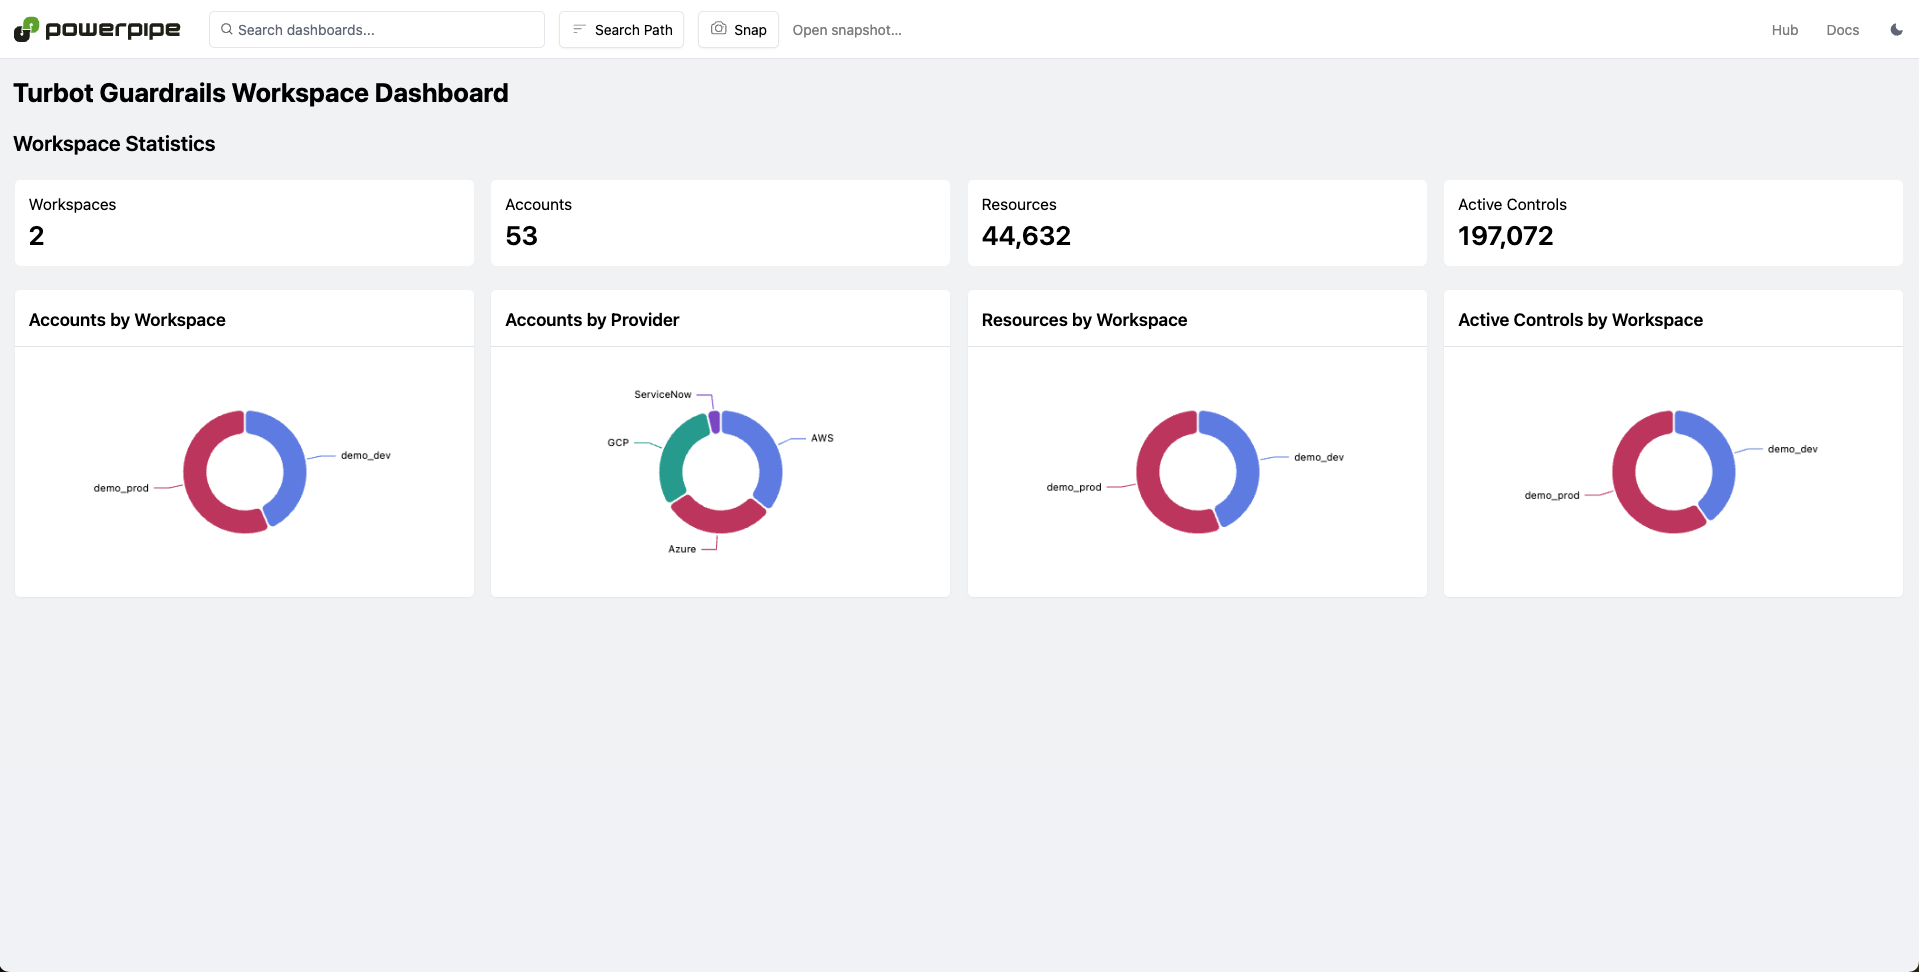 powerpipe
Search dashboards...
Search Path
Snap
Open snapshot...
Hub
Docs
Turbot Guardrails Workspace Dashboard
Workspace Statistics
Workspaces
2
Accounts
53
Resources
44,632
Active Controls
197,072
Accounts by Workspace
demo_dev
demo_prod
Accounts by Provider
ServiceNow
GCP
AWS
Azure
Resources by Workspace
demo_dev
demo_prod
Active Controls by Workspace
demo_dev
demo_prod